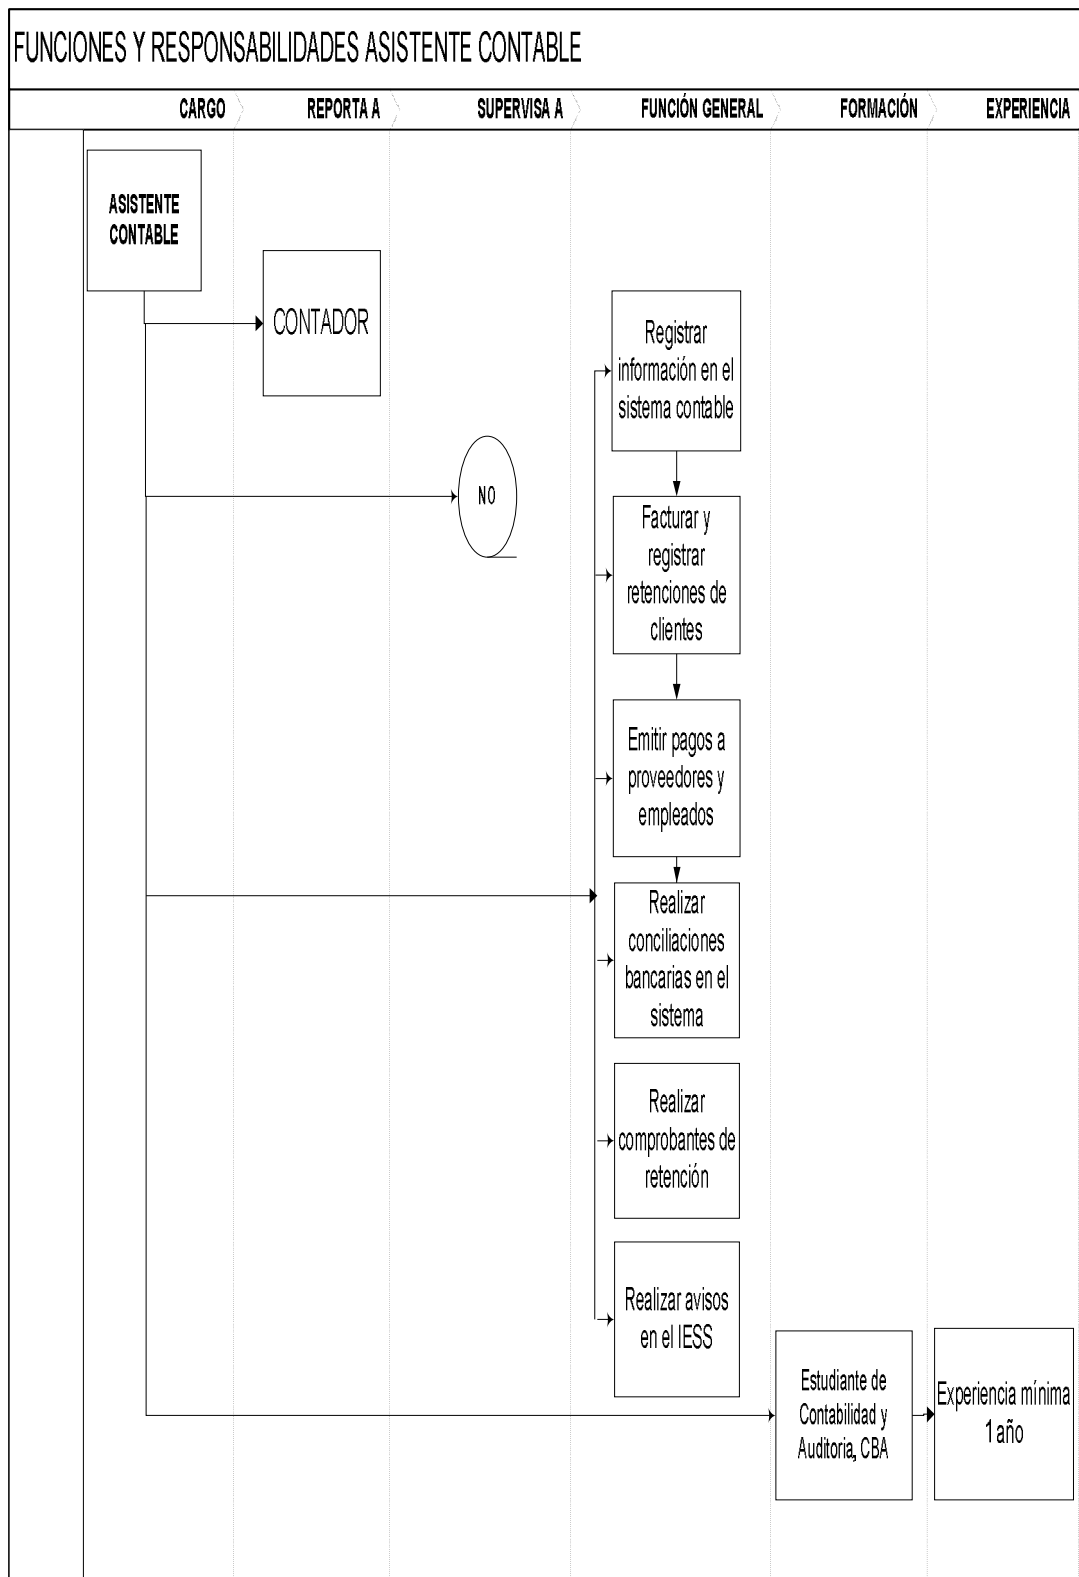 FUNCIONES Y RESPONSABILIDADES ASISTENTE CONTABLE
CARGO
REPORTA A
SUPERVISA A
FUNCIÓN GENERAL
FORMACIÓN
EXPERIENCIA
ASISTENTE
CONTABLE
CONTADOR
NO
Registrar
información en el
sistema contable
Facturar y
registrar
retenciones de
clientes
Emitir pagos a
proveedores y
empleados
Realizar
conciliaciones
bancarias en el
sistema
Realizar
comprobantes de
retención
Realizar avisos
en el IESS
Estudiante de
Contabilidad y
Auditoria, CBA
Experiencia mínima
1 año